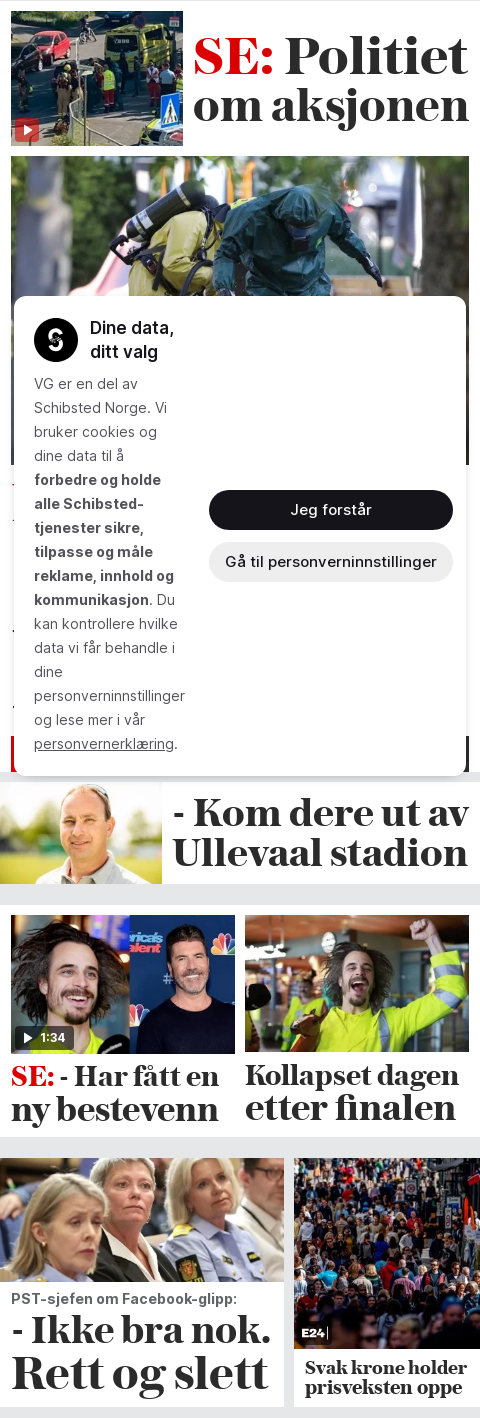 SE: Politiet
om aksjonen
Dine data,
ditt valg
VG er en del av
Schibsted Norge. Vi
bruker cookies og
dine data til å
forbedre og holde
alle Schibsted-
tjenester sikre,
tilpasse og måle
reklame, innhold og
kommunikasjon. Du
kan kontrollere hvilke
data vi får behandle i
dine
personverninnstillinger
og lese mer i vår
personvernerklæring.
Jeg forstår
Gå til personverninnstillinger
- Kom dere ut av
Ullevaal stadion
1:34
SE: - Har fått en
ny bestevenn
Kollapset dagen
etter finalen
PST-sjefen om Facebook-glipp:
- Ikke bra nok.
Rett og slett
E24
Svak krone holder
prisveksten oppe